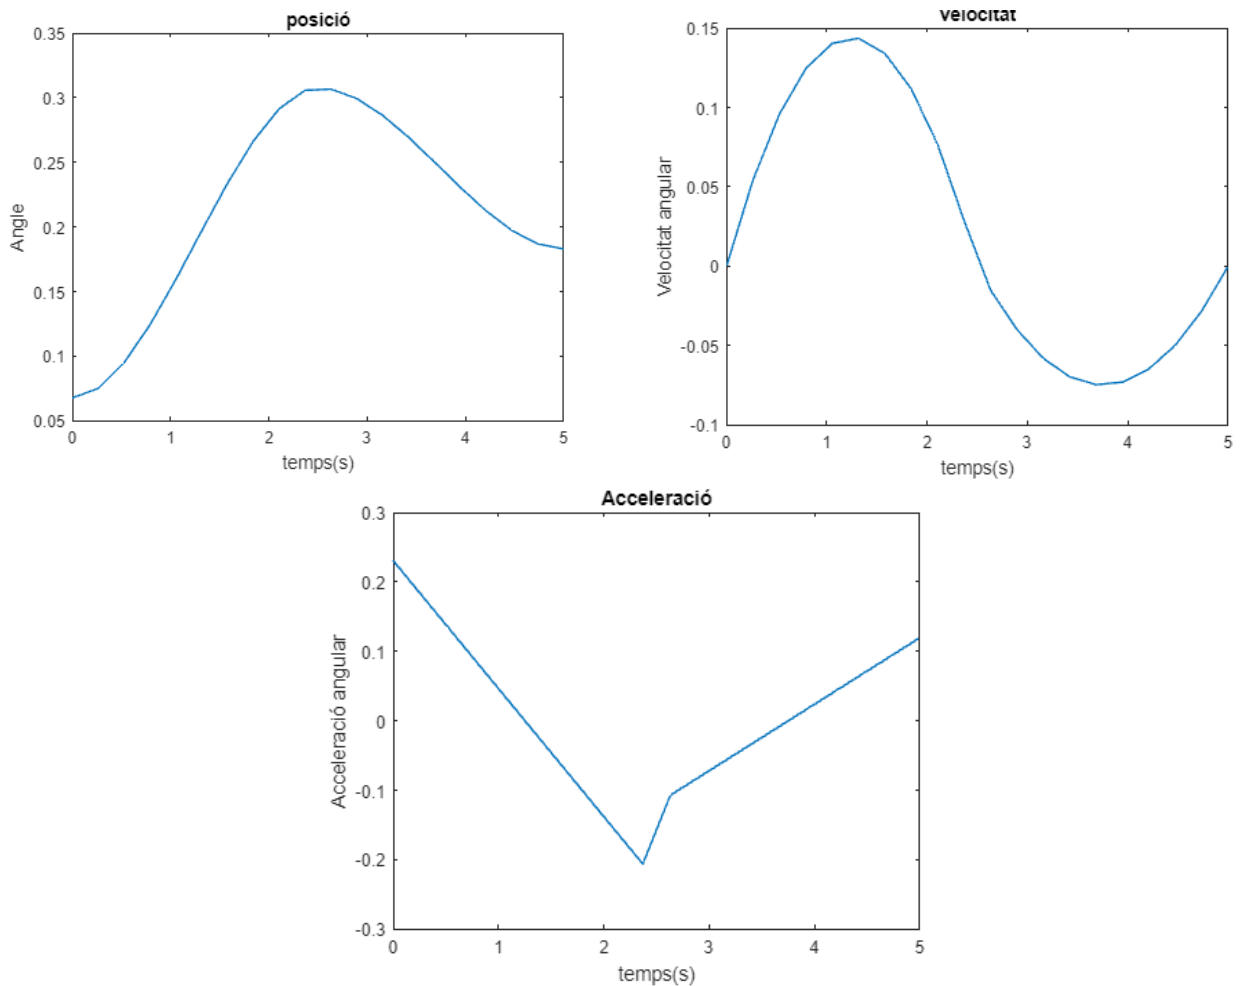 posició
0.35
0.3
0.25
0.2
0.15
0.1
0.05
Angle
0 1 2 3 4 5
temps(s)
velocitat
0.15
0.1
0.05
0
-0.05
-0.1
Velocitat angular
0 1 2 3 4 5
temps(s)
Acceleració
0.3
0.2
0.1
0
-0.1
-0.2
-0.3
Acceleració angular
0 1 2 3 4 5
temps(s)